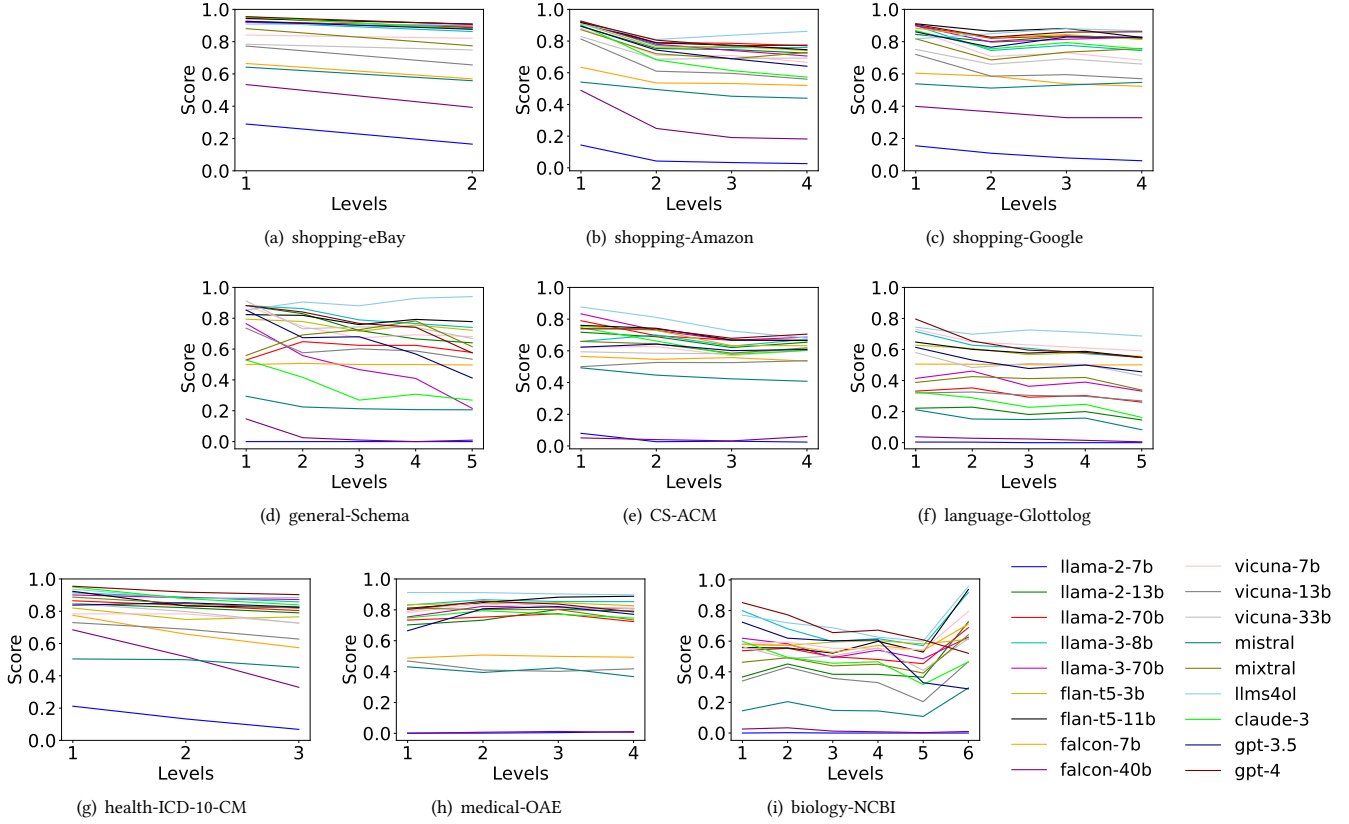 1.0
0.8
0.6
0.4
0.2
0.0
Score
1 2
Levels
(a) shopping-eBay
1.0
0.8
0.6
0.4
0.2
0.0
Score
1 2 3 4
Levels
(b) shopping-Amazon
1.0
0.8
0.6
0.4
0.2
0.0
Score
1 2 3 4
Levels
(c) shopping-Google
1.0
0.8
0.6
0.4
0.2
0.0
Score
1 2 3 4 5
Levels
(d) general-Schema
1.0
0.8
0.6
0.4
0.2
0.0
Score
1 2 3 4
Levels
(e) CS-ACM
1.0
0.8
0.6
0.4
0.2
0.0
Score
1 2 3 4 5
Levels
(f) language-Glottolog
1.0
0.8
0.6
0.4
0.2
0.0
Score
1 2 3
Levels
(g) health-ICD-10-CM
1.0
0.8
0.6
0.4
0.2
0.0
Score
1 2 3 4
Levels
(h) medical-OAE
1.0
0.8
0.6
0.4
0.2
0.0
Score
1 2 3 4 5 6
Levels
(i) biology-NCBI
llama-2-7b
llama-2-13b
llama-2-70b
llama-3-8b
llama-3-70b
flan-t5-3b
flan-t5-11b
falcon-7b
falcon-40b
vicuna-7b
vicuna-13b
vicuna-33b
mistral
mixtral
llms4ol
claude-3
gpt-3.5
gpt-4